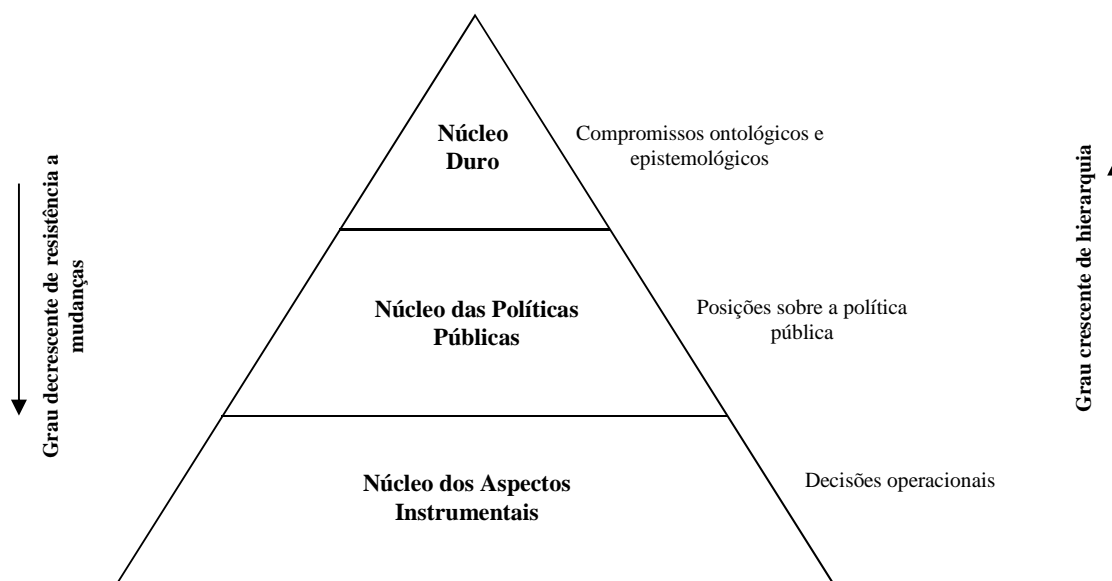 Núcleo
Duro
Compromissos ontológicos e
epistemológicos
Grau decrescente de resistência a
mudanças
Grau crescente de hierarquia
Núcleo das Políticas
Públicas
Posições sobre a política
pública
Núcleo dos Aspectos
Instrumentais
Decisões operacionais